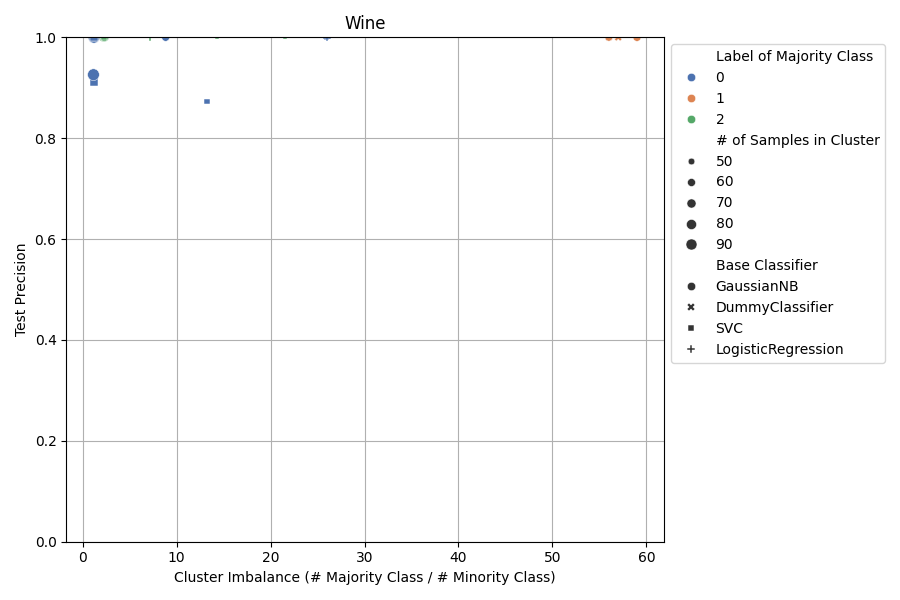 Wine
1.0
0.8
0.6
0.4
0.2
0.0
Test Precision
0 10 20 30 40 50 60
Cluster Imbalance (# Majority Class / # Minority Class)
Label of Majority Class
0
1
2
# of Samples in Cluster
50
60
70
80
90
Base Classifier
GaussianNB
DummyClassifier
SVC
LogisticRegression